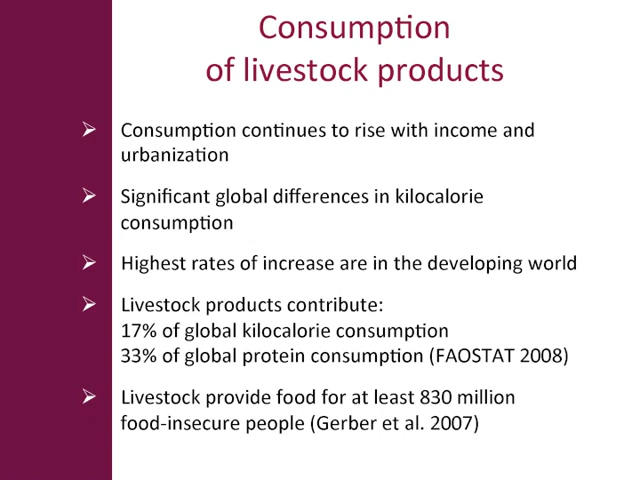 Consumption
of livestock products
➢ Consumption continues to rise with income and
urbanization
➢ Significant global differences in kilocalorie
consumption
➢ Highest rates of increase are in the developing world
➢ Livestock products contribute:
17% of global kilocalorie consumption
33% of global protein consumption (FAOSTAT 2008)
➢ Livestock provide food for at least 830 million
food-insecure people (Gerber et al. 2007)